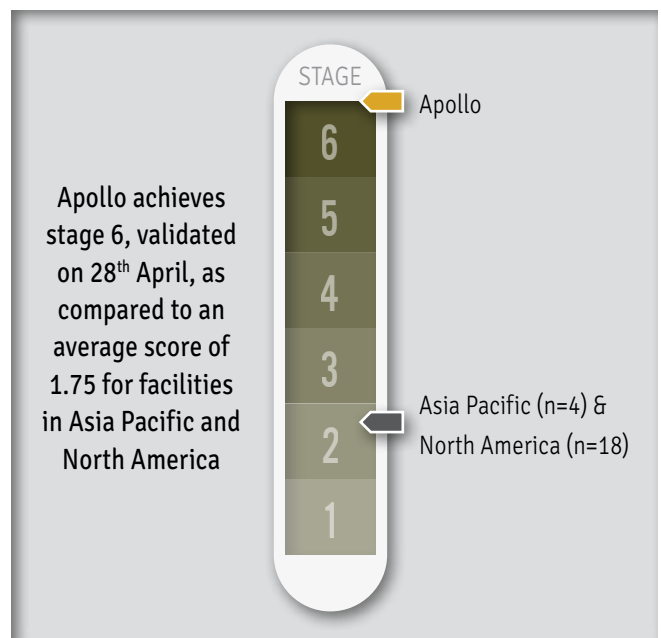 STAGE
6
5
4
3
2
1
Apollo
Apollo achieves
stage 6, validated
on 28th April, as
compared to an
average score of
1.75 for facilities
in Asia Pacific and
North America
Asia Pacific (n=4) &
North America (n=18)